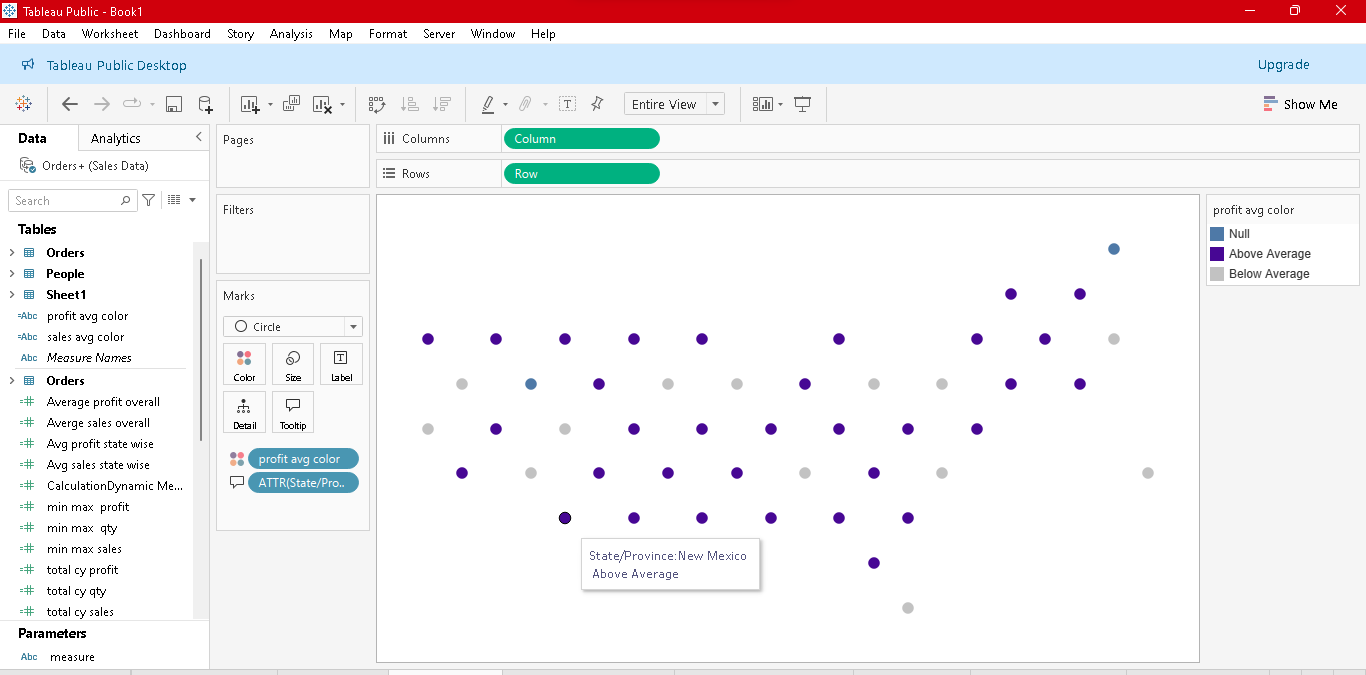 Tableau Public - Book1
File Data Worksheet Dashboard Story Analysis Map Format Server Window Help
Tableau Public Desktop
Upgrade
Entire View
Show Me
Data
Analytics
Orders+ (Sales Data)
Search
Tables
Orders
People
Sheet1
=Abc profit avg color
=Abc sales avg color
Abc Measure Names
Orders
Average profit overall
Averge sales overall
Avg profit state wise
Avg sales state wise
CalculationDynamic Me...
min max profit
min max qty
min max sales
total cy profit
total cy qty
total cy sales
Parameters
Abc measure
Pages
Filters
Marks
Circle
Color Size Label
Detail Tooltip
profit avg color
ATTR(State/Pro..
Columns Column
Rows Row
State/Province:New Mexico
Above Average
profit avg color
Null
Above Average
Below Average